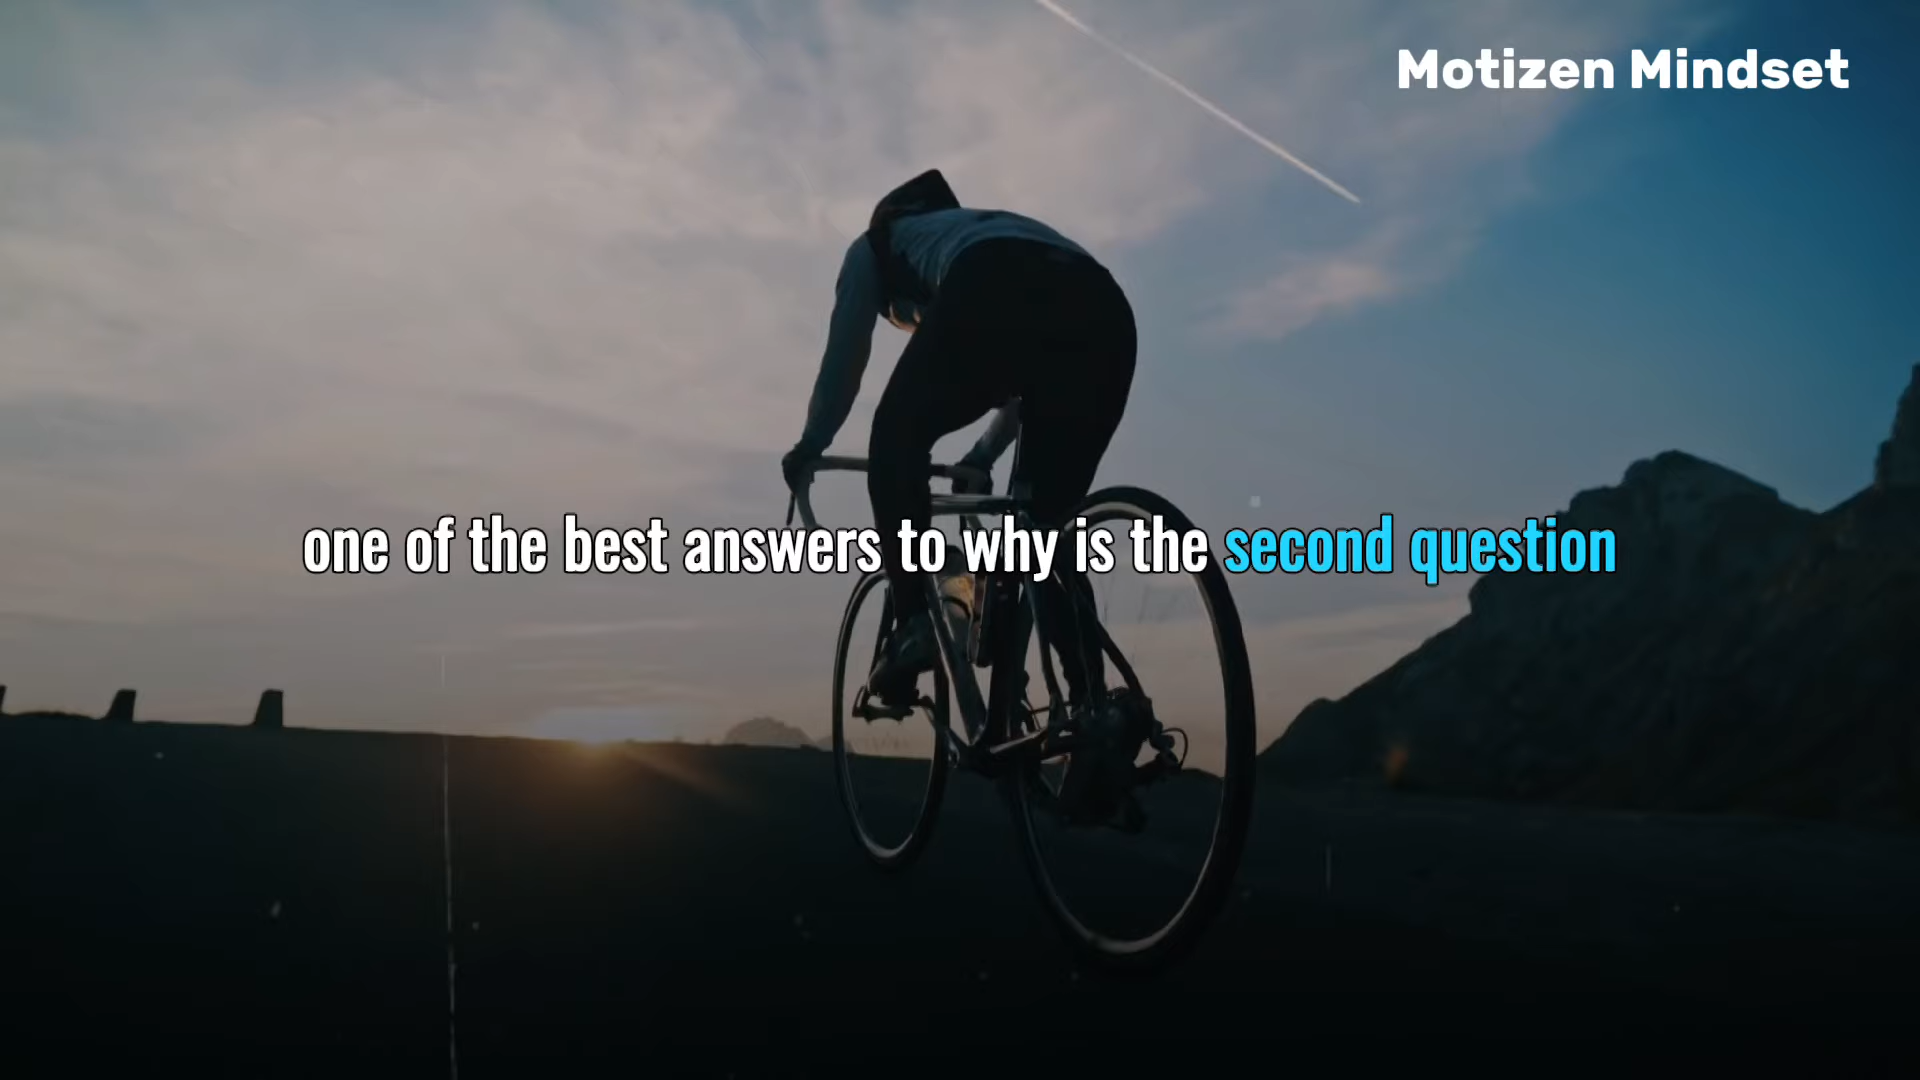 Motizen Mindset
one of the best answers to why is the second question